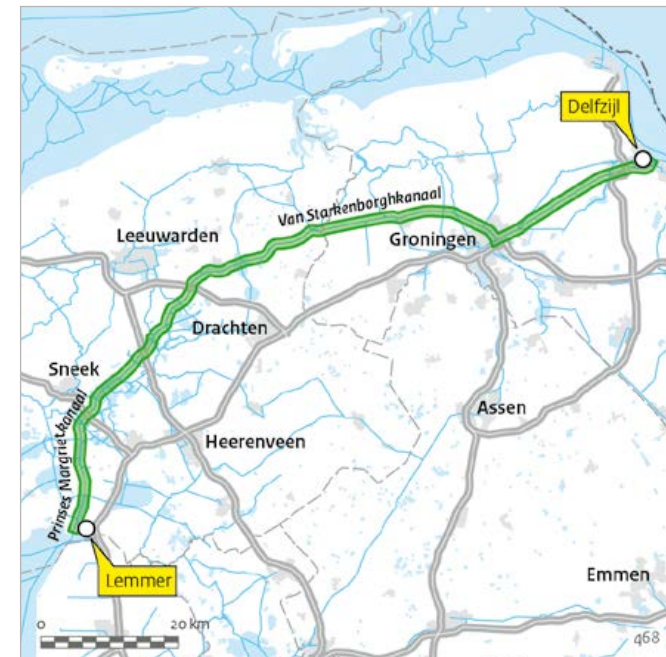 Delfzijl
Van Starkenborghkanaal
Leeuwarden
Groningen
Drachten
Sneek
Prinses Margrietkanaal
Assen
Heerenveen
Lemmer
Emmen
0 20 km
468